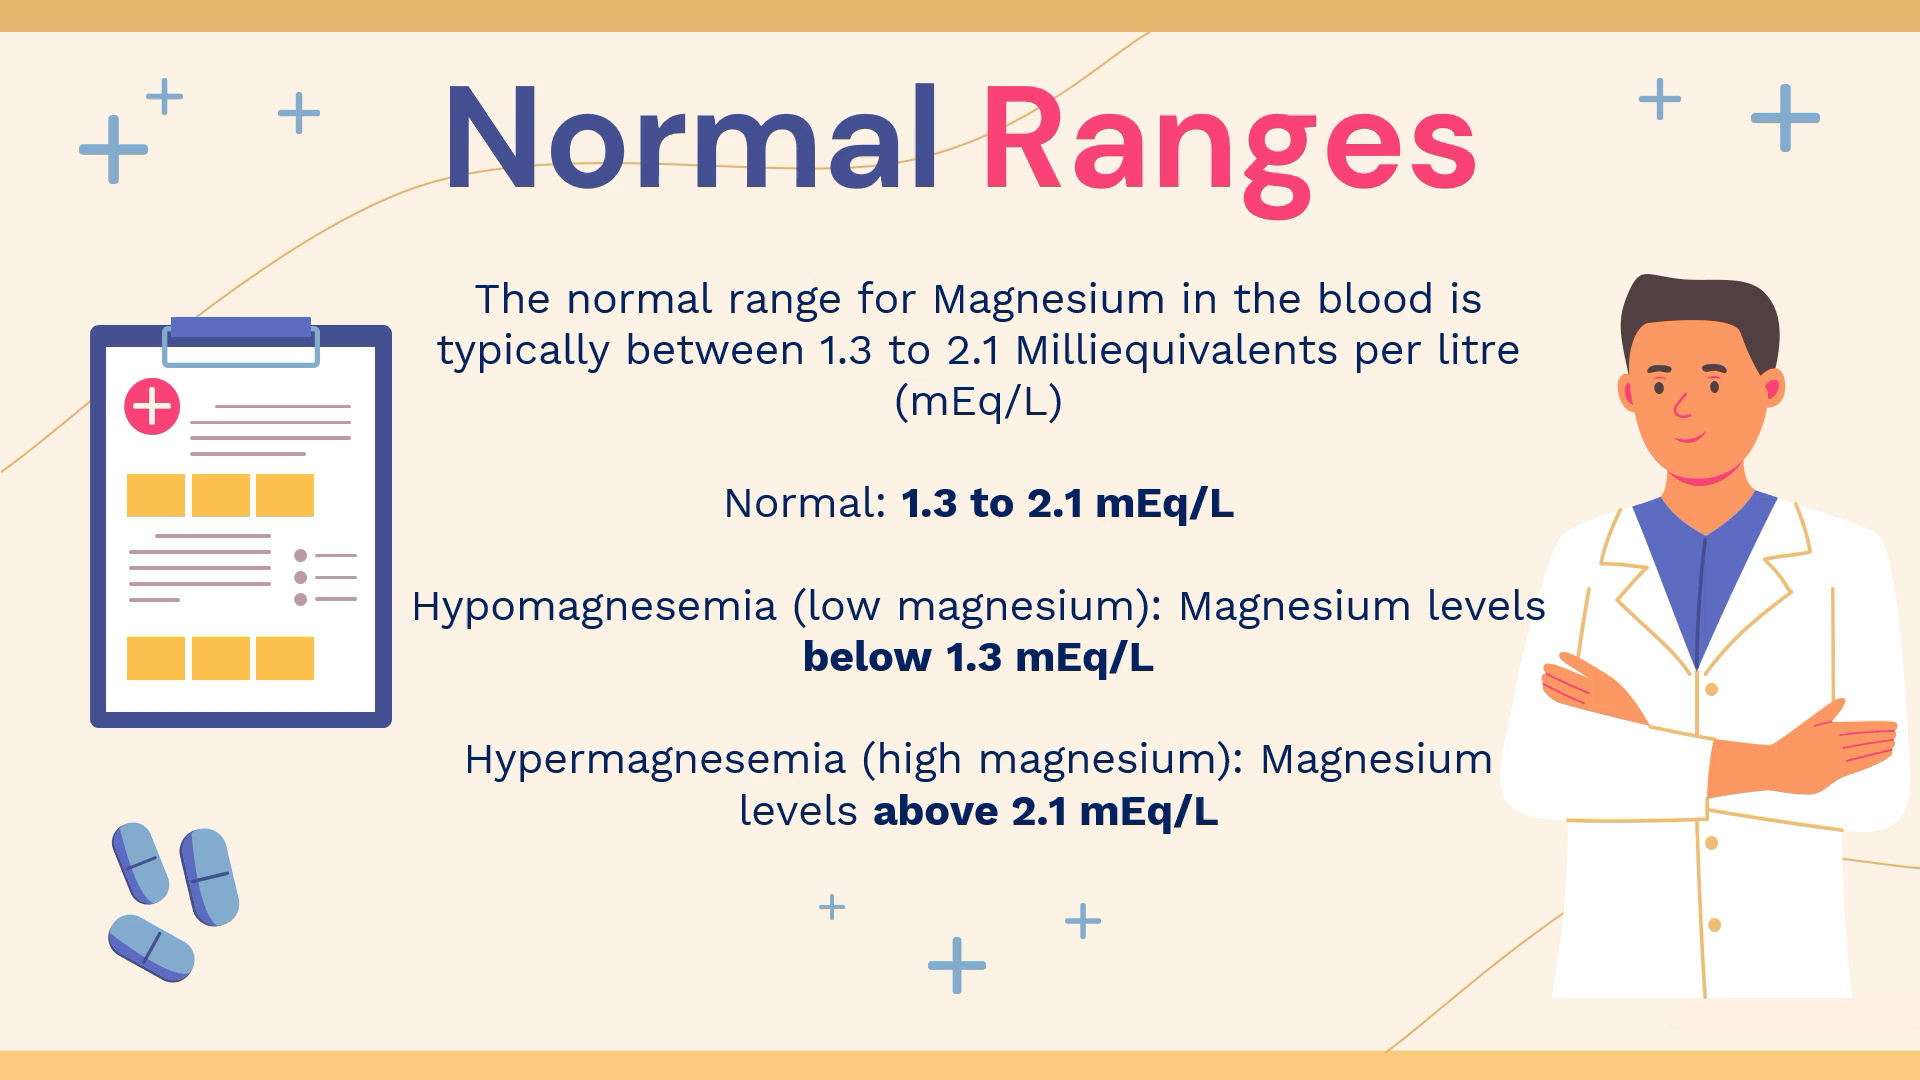 Normal Ranges
The normal range for Magnesium in the blood is
typically between 1.3 to 2.1 Milliequivalents per litre
(mEq/L)
Normal: 1.3 to 2.1 mEq/L
Hypomagnesemia (low magnesium): Magnesium levels
below 1.3 mEq/L
Hypermagnesemia (high magnesium): Magnesium
levels above 2.1 mEq/L